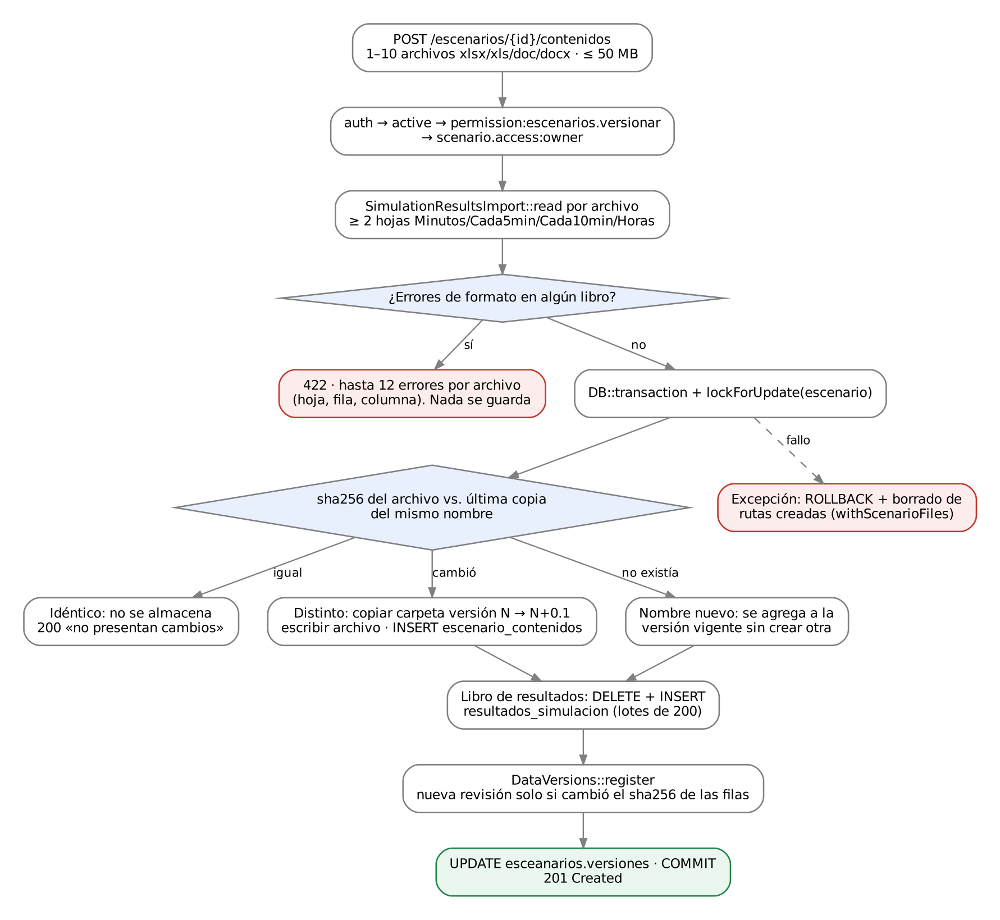 POST /escenarios/{id}/contenidos
1–10 archivos xlsx/xls/doc/docx · ≤ 50 MB
auth → active → permission:escenarios.versionar
→ scenario.access:owner
SimulationResultsImport::read por archivo
≥ 2 hojas Minutos/Cada5min/Cada10min/Horas
¿Errores de formato en algún libro?
sí
no
422 · hasta 12 errores por archivo
(hoja, fila, columna). Nada se guarda
DB::transaction + lockForUpdate(escenario)
fallo
sha256 del archivo vs. última copia
del mismo nombre
Excepción: ROLLBACK + borrado de
rutas creadas (withScenarioFiles)
igual
cambió
no existía
Idéntico: no se almacena
200 «no presentan cambios»
Distinto: copiar carpeta versión N → N+0.1
escribir archivo · INSERT escenario_contenidos
Nombre nuevo: se agrega a la
versión vigente sin crear otra
Libro de resultados: DELETE + INSERT
resultados_simulacion (lotes de 200)
DataVersions::register
nueva revisión solo si cambió el sha256 de las filas
UPDATE esceanarios.versiones · COMMIT
201 Created